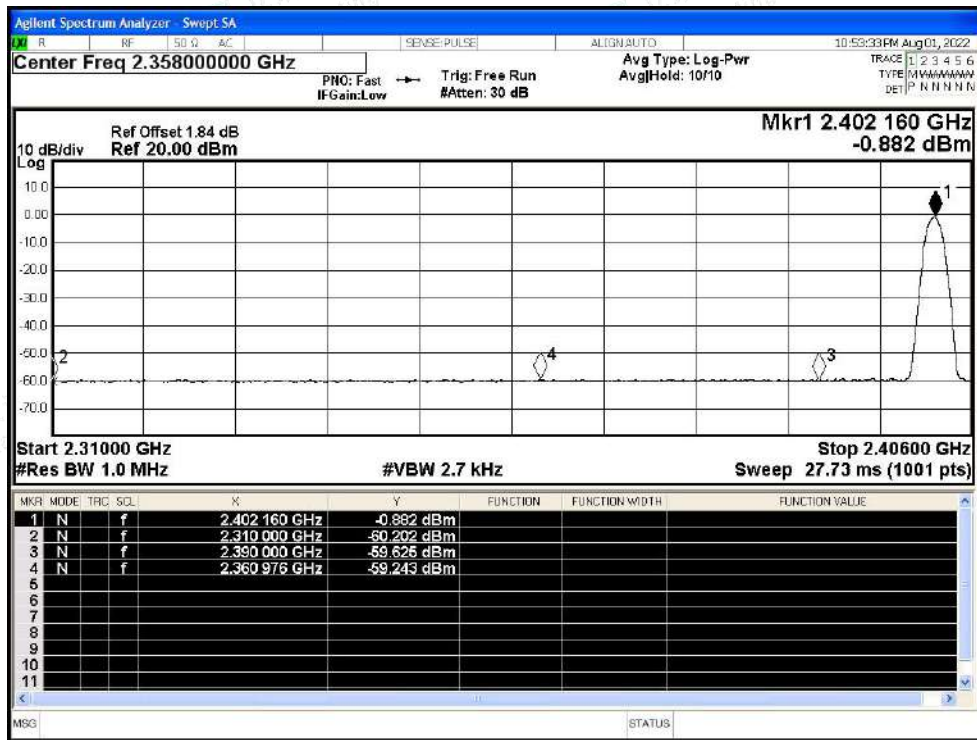 Agilent Spectrum Analyzer - Swept SA
LXI R RF 50 Ω AC SENSE:PULSE ALIGNAUTO 10:53:33 PM Aug 01, 2022
Center Freq 2.358000000 GHz
PNO: Fast Trig: Free Run
IFGain:Low #Atten: 30 dB
Avg Type: Log-Pwr
Avg|Hold: 10/10
TRACE 1 2 3 4 5 6
TYPE M W W W W W
DET P N N N N N
Mkr1 2.402 160 GHz
-0.882 dBm
Ref Offset 1.84 dB
10 dB/div Ref 20.00 dBm
Log
10.0
0.00
-10.0
-20.0
-30.0
-40.0
-50.0
-60.0
-70.0
1
2
4
3
Start 2.31000 GHz Stop 2.40600 GHz
#Res BW 1.0 MHz #VBW 2.7 kHz Sweep 27.73 ms (1001 pts)
MKR MODE TRC SCL X Y FUNCTION FUNCTION WIDTH FUNCTION VALUE
1 N f 2.402 160 GHz -0.882 dBm
2 N f 2.310 000 GHz -60.202 dBm
3 N f 2.390 000 GHz -59.625 dBm
4 N f 2.360 976 GHz -59.243 dBm
5
6
7
8
9
10
11
MSG STATUS